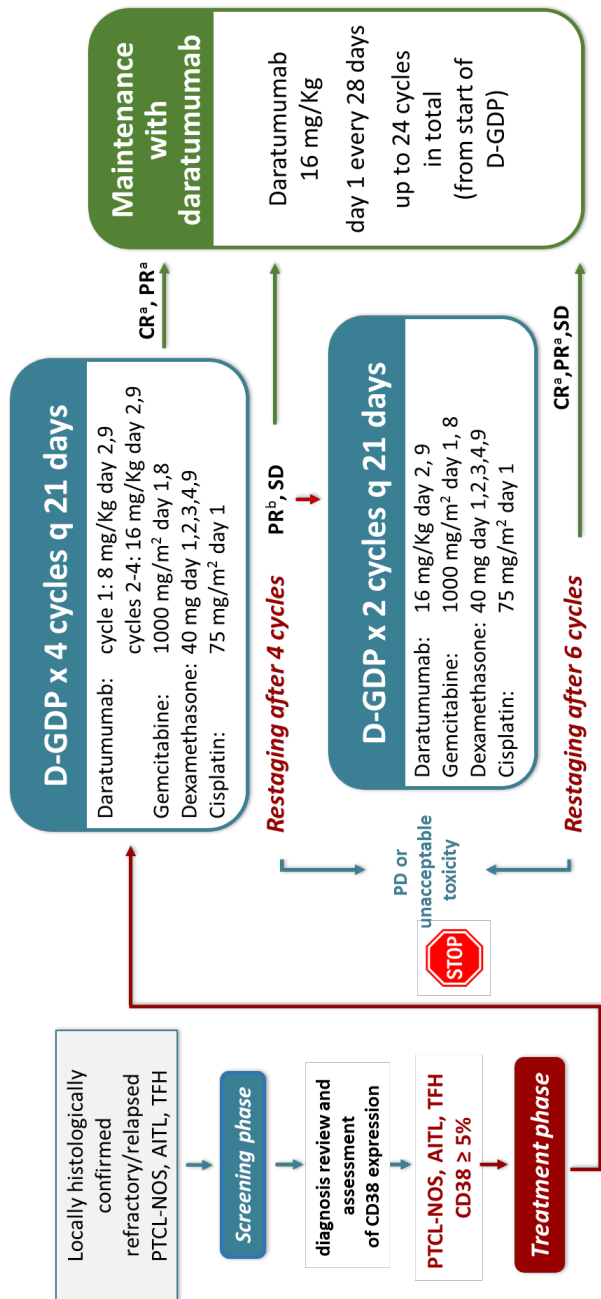 Locally histologically
confirmed
refractory/relapsed
PTCL-NOS, AITL, TFH
Screening phase
diagnosis review and
assessment
of CD38 expression
PTCL-NOS, AITL, TFH
CD38 ≥ 5%
Treatment phase
D-GDP x 4 cycles q 21 days
Daratumumab: cycle 1: 8 mg/Kg day 2,9
cycles 2-4: 16 mg/Kg day 2,9
Gemcitabine: 1000 mg/m² day 1,8
Dexamethasone: 40 mg day 1,2,3,4,9
Cisplatin: 75 mg/m² day 1
CRᵃ, PRᵃ
Restaging after 4 cycles
PRᵇ, SD
STOP
PD or
unacceptable
toxicity
D-GDP x 2 cycles q 21 days
Daratumumab: 16 mg/Kg day 2, 9
Gemcitabine: 1000 mg/m² day 1, 8
Dexamethasone: 40 mg day 1,2,3,4,9
Cisplatin: 75 mg/m² day 1
Restaging after 6 cycles
CRᵃ,PRᵃ,SD
Maintenance
with
daratumumab
Daratumumab
16 mg/Kg
day 1 every 28 days
up to 24 cycles
in total
(from start of
D-GDP)